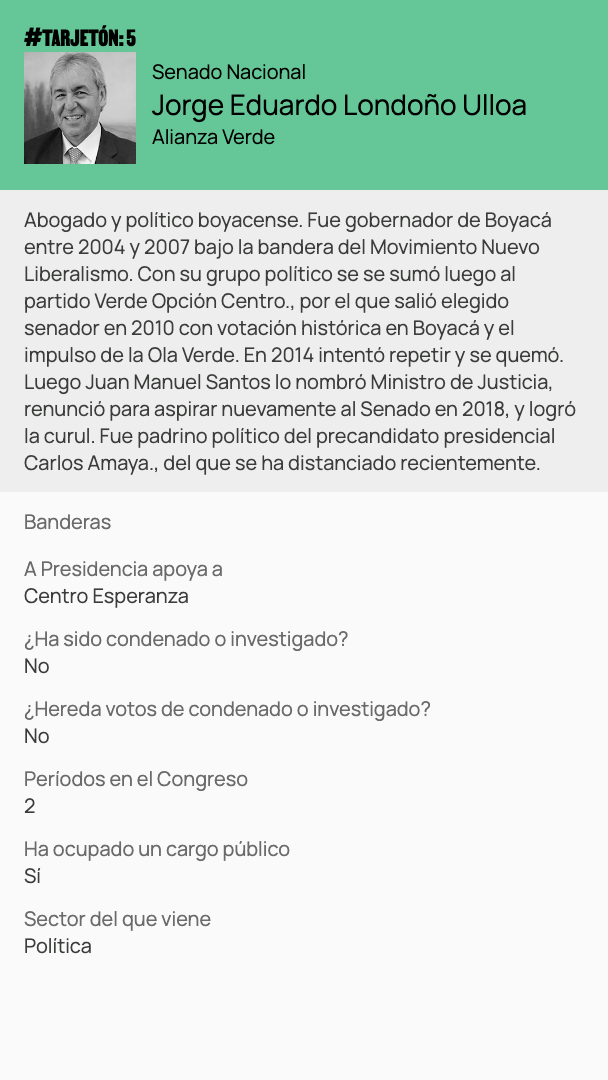 #TARJETÓN: 5
Senado Nacional
Jorge Eduardo Londoño Ulloa
Alianza Verde
Abogado y político boyacense. Fue gobernador de Boyacá
entre 2004 y 2007 bajo la bandera del Movimiento Nuevo
Liberalismo. Con su grupo político se se sumó luego al
partido Verde Opción Centro., por el que salió elegido
senador en 2010 con votación histórica en Boyacá y el
impulso de la Ola Verde. En 2014 intentó repetir y se quemó.
Luego Juan Manuel Santos lo nombró Ministro de Justicia,
renunció para aspirar nuevamente al Senado en 2018, y logró
la curul. Fue padrino político del precandidato presidencial
Carlos Amaya., del que se ha distanciado recientemente.
Banderas
A Presidencia apoya a
Centro Esperanza
¿Ha sido condenado o investigado?
No
¿Hereda votos de condenado o investigado?
No
Períodos en el Congreso
2
Ha ocupado un cargo público
Sí
Sector del que viene
Política